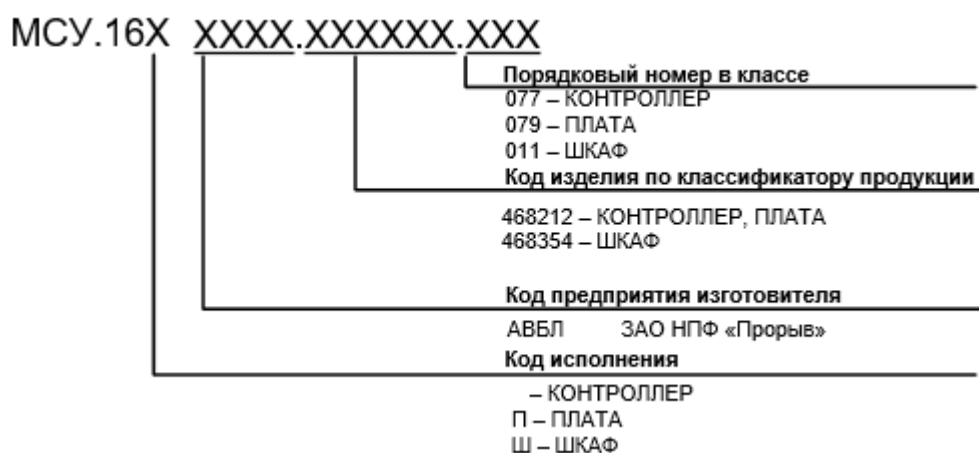 МСУ.16Х ХХХХ.ХХХХХХ.ХХХ
Порядковый номер в классе
077 – КОНТРОЛЛЕР
079 – ПЛАТА
011 – ШКАФ
Код изделия по классификатору продукции
468212 – КОНТРОЛЛЕР, ПЛАТА
468354 – ШКАФ
Код предприятия изготовителя
АВБЛ ЗАО НПФ «Прорыв»
Код исполнения
– КОНТРОЛЛЕР
П – ПЛАТА
Ш – ШКАФ